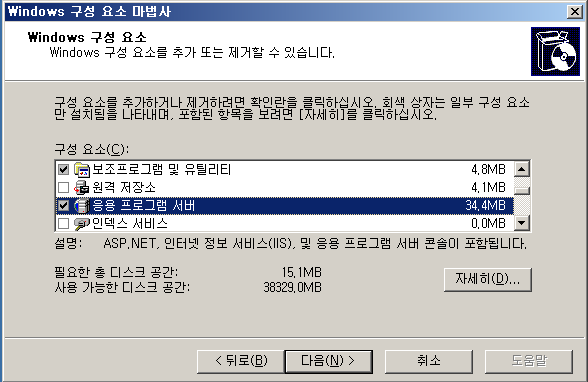 Windows 구성 요소 마법사
Windows 구성 요소
Windows 구성 요소를 추가 또는 제거할 수 있습니다.
구성 요소를 추가하거나 제거하려면 확인란을 클릭하십시오. 회색 상자는 일부 구성 요소
만 설치됨을 나타내며, 포함된 항목을 보려면 [자세히]를 클릭하십시오.
구성 요소(C):
보조프로그램 및 유틸리티 4.8MB
원격 저장소 4.1MB
응용 프로그램 서버 34.4MB
인덱스 서비스 0.0MB
설명: ASP.NET, 인터넷 정보 서비스(IIS), 및 응용 프로그램 서버 콘솔이 포함됩니다.
필요한 총 디스크 공간: 15.1MB
사용 가능한 디스크 공간: 38329.0MB
자세히(D)...
< 뒤로(B) 다음(N) > 취소 도움말